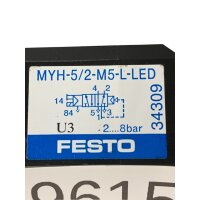 MYH-5/2-M5-L-LED
4 2
14
84 5 3
34309
U3 2....8bar
FESTO
9615